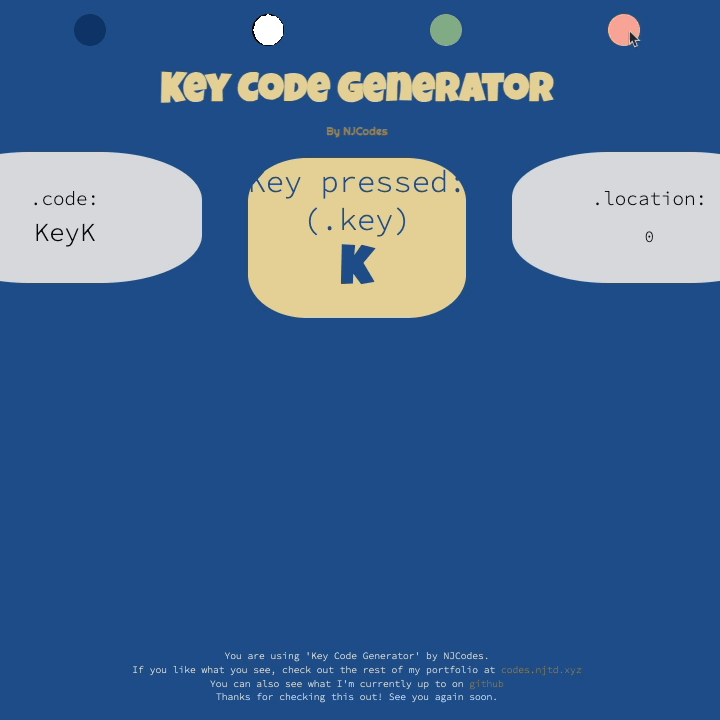 Key Code Generator
By NJCodes
.code:
KeyK
Key pressed:
(.key)
K
.location:
0
You are using 'Key Code Generator' by NJCodes.
If you like what you see, check out the rest of my portfolio at codes.njtd.xyz
You can also see what I'm currently up to on github
Thanks for checking this out! See you again soon.